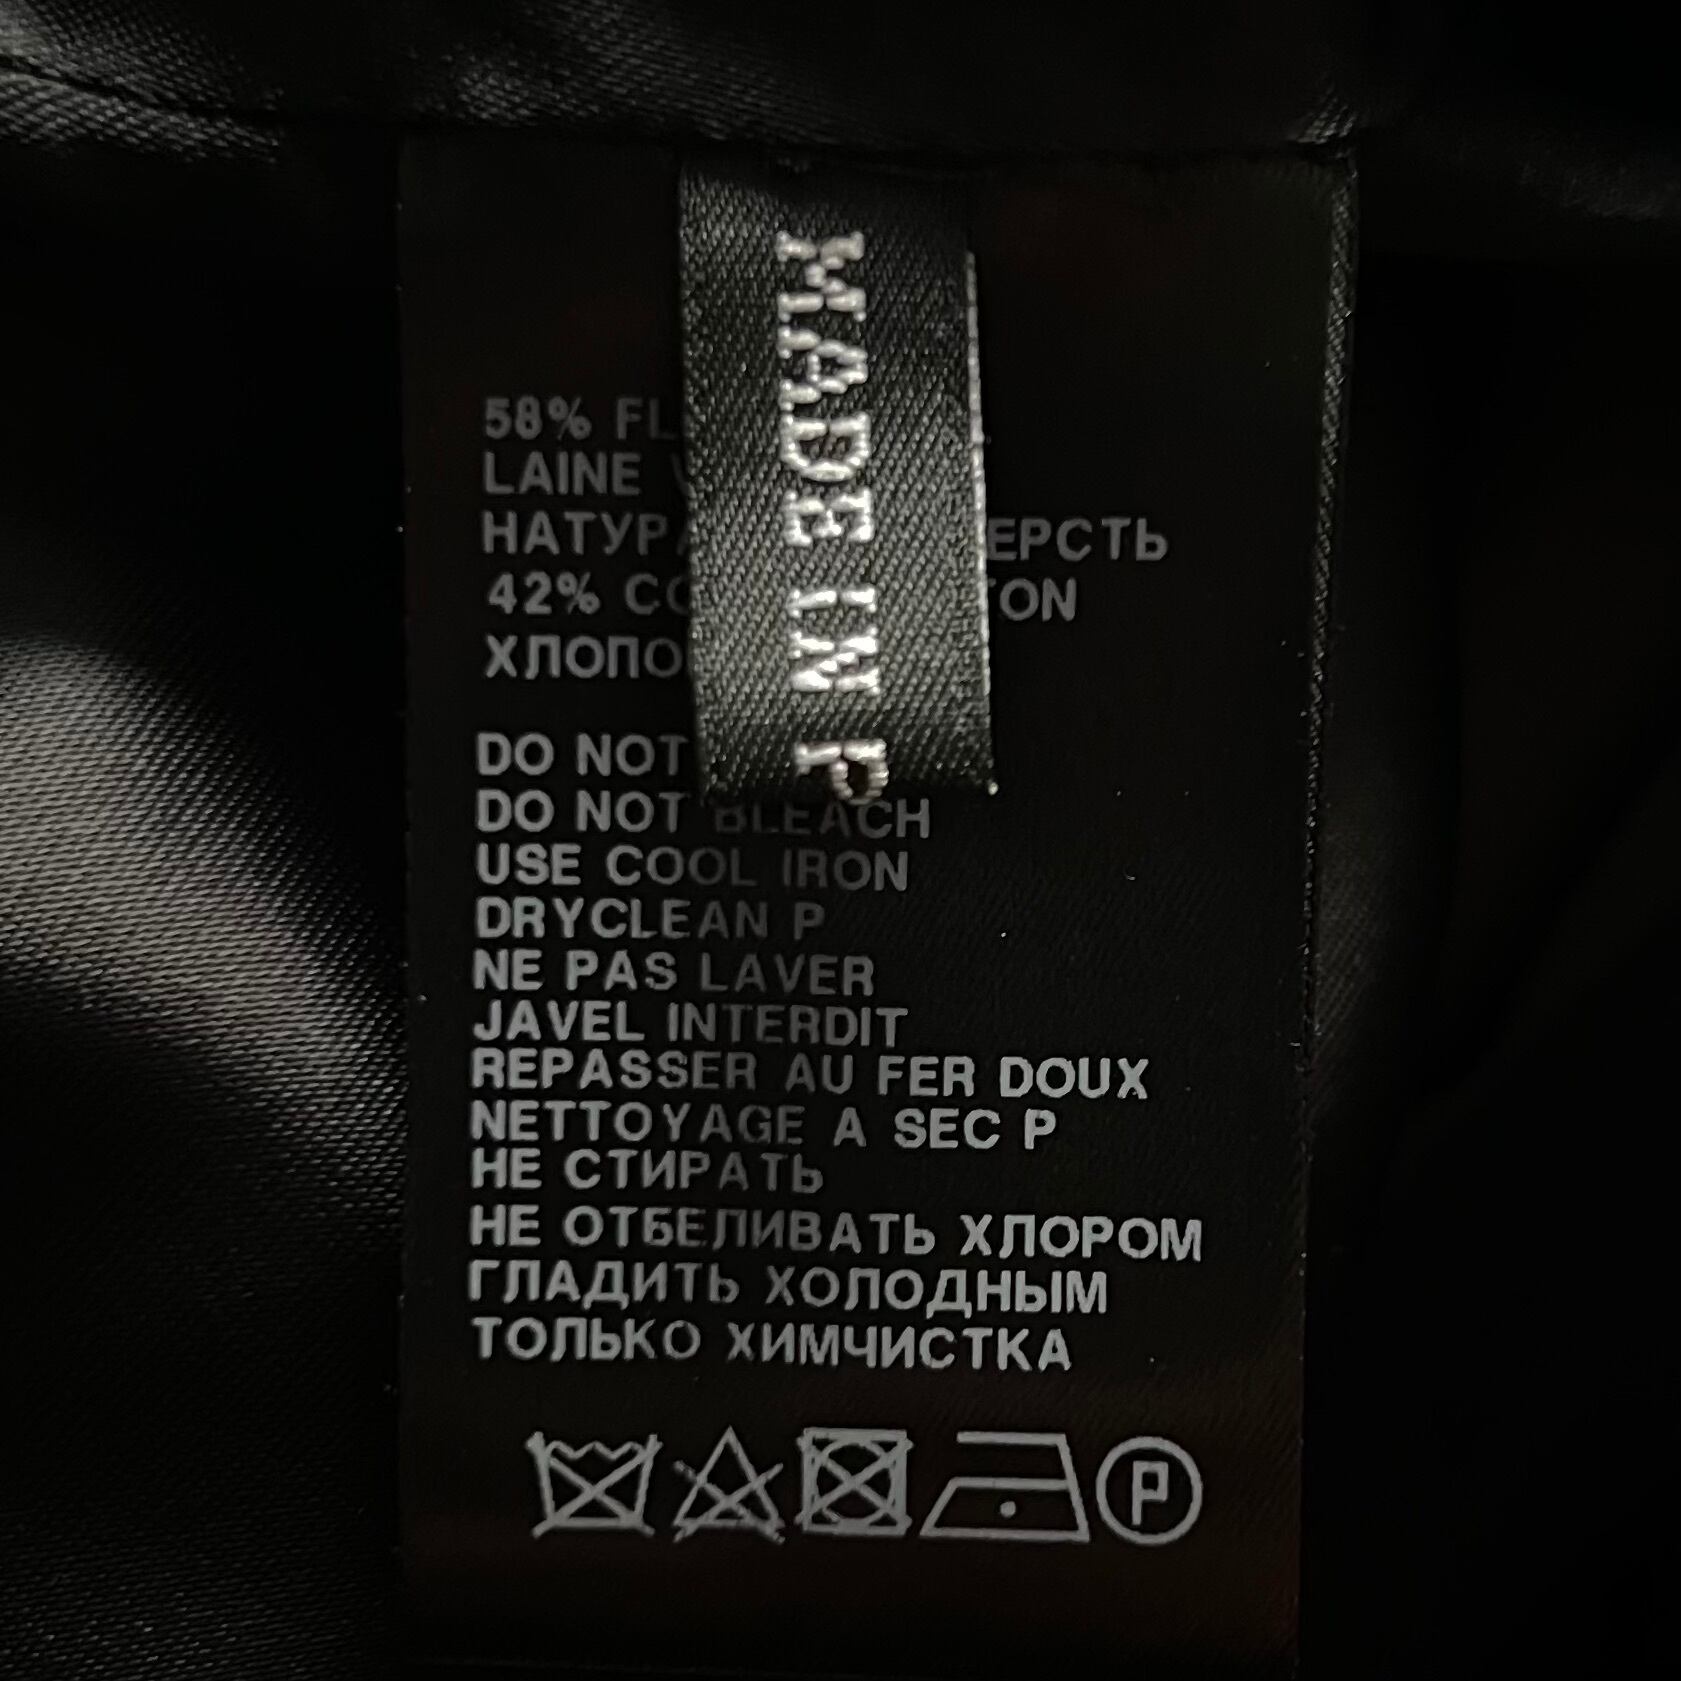 MADE IN P
58% FL
LAINE
НАТУР ЕРСТЬ
42% CO TON
ХЛОПО
DO NOT
DO NOT BLEACH
USE COOL IRON
DRYCLEAN P
NE PAS LAVER
JAVEL INTERDIT
REPASSER AU FER DOUX
NETTOYAGE A SEC P
НЕ СТИРАТЬ
НЕ ОТБЕЛИВАТЬ ХЛОРОМ
ГЛАДИТЬ ХОЛОДНЫМ
ТОЛЬКО ХИМЧИСТКА
P